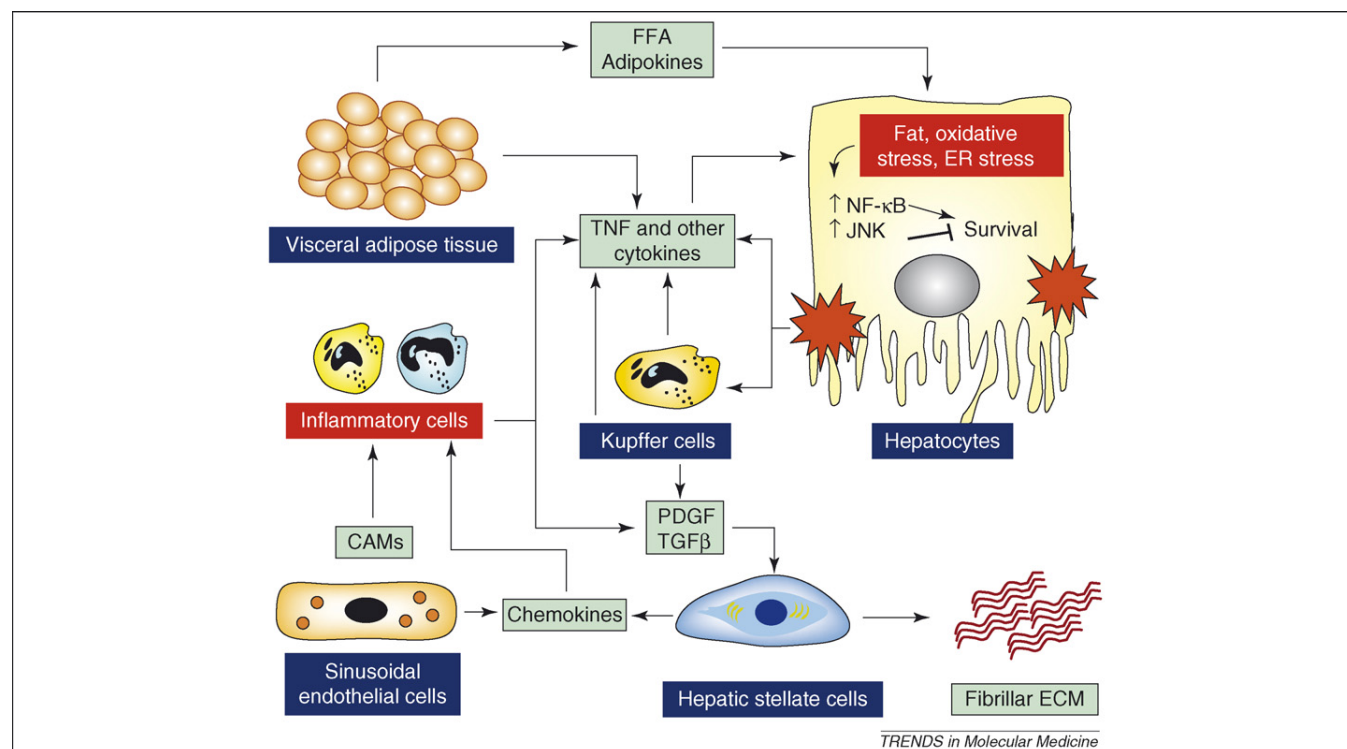 FFA
Adipokines
Fat, oxidative
stress, ER stress
↑ NF-κB
↑ JNK
Survival
Visceral adipose tissue
TNF and other
cytokines
Inflammatory cells
Kupffer cells
Hepatocytes
CAMs
PDGF
TGFβ
Chemokines
Sinusoidal
endothelial cells
Hepatic stellate cells
Fibrillar ECM
TRENDS in Molecular Medicine